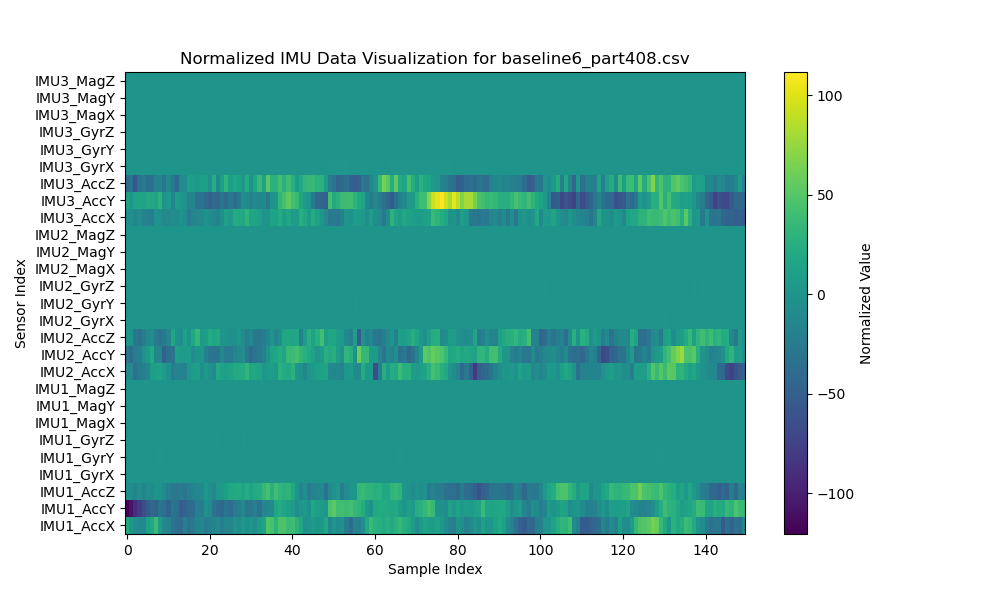 Normalized IMU Data Visualization for baseline6_part408.csv
IMU3_MagZ
IMU3_MagY
IMU3_MagX
IMU3_GyrZ
IMU3_GyrY
IMU3_GyrX
IMU3_AccZ
IMU3_AccY
IMU3_AccX
IMU2_MagZ
IMU2_MagY
IMU2_MagX
IMU2_GyrZ
IMU2_GyrY
IMU2_GyrX
IMU2_AccZ
IMU2_AccY
IMU2_AccX
IMU1_MagZ
IMU1_MagY
IMU1_MagX
IMU1_GyrZ
IMU1_GyrY
IMU1_GyrX
IMU1_AccZ
IMU1_AccY
IMU1_AccX
Sensor Index
0 20 40 60 80 100 120 140
Sample Index
100
50
0
−50
−100
Normalized Value